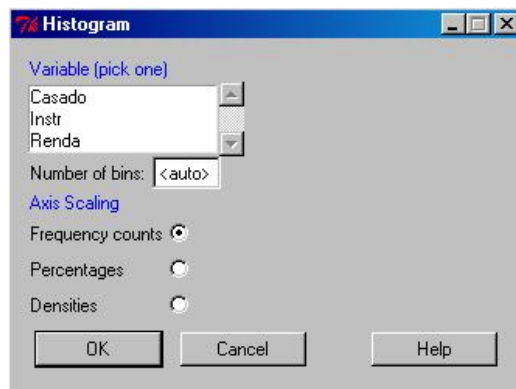 Histogram
Variable (pick one)
Casado
Instr
Renda
Number of bins: <auto>
Axis Scaling
Frequency counts
Percentages
Densities
OK Cancel Help